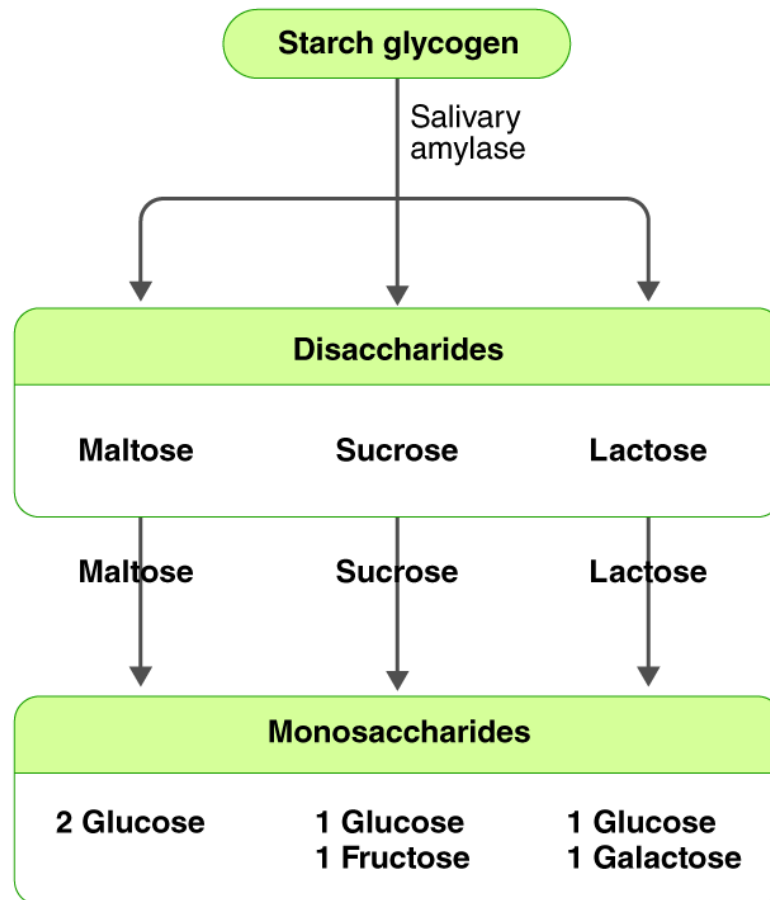 Starch glycogen
Salivary
amylase
Disaccharides
Maltose Sucrose Lactose
Maltose Sucrose Lactose
Monosaccharides
2 Glucose 1 Glucose 1 Glucose
1 Fructose 1 Galactose